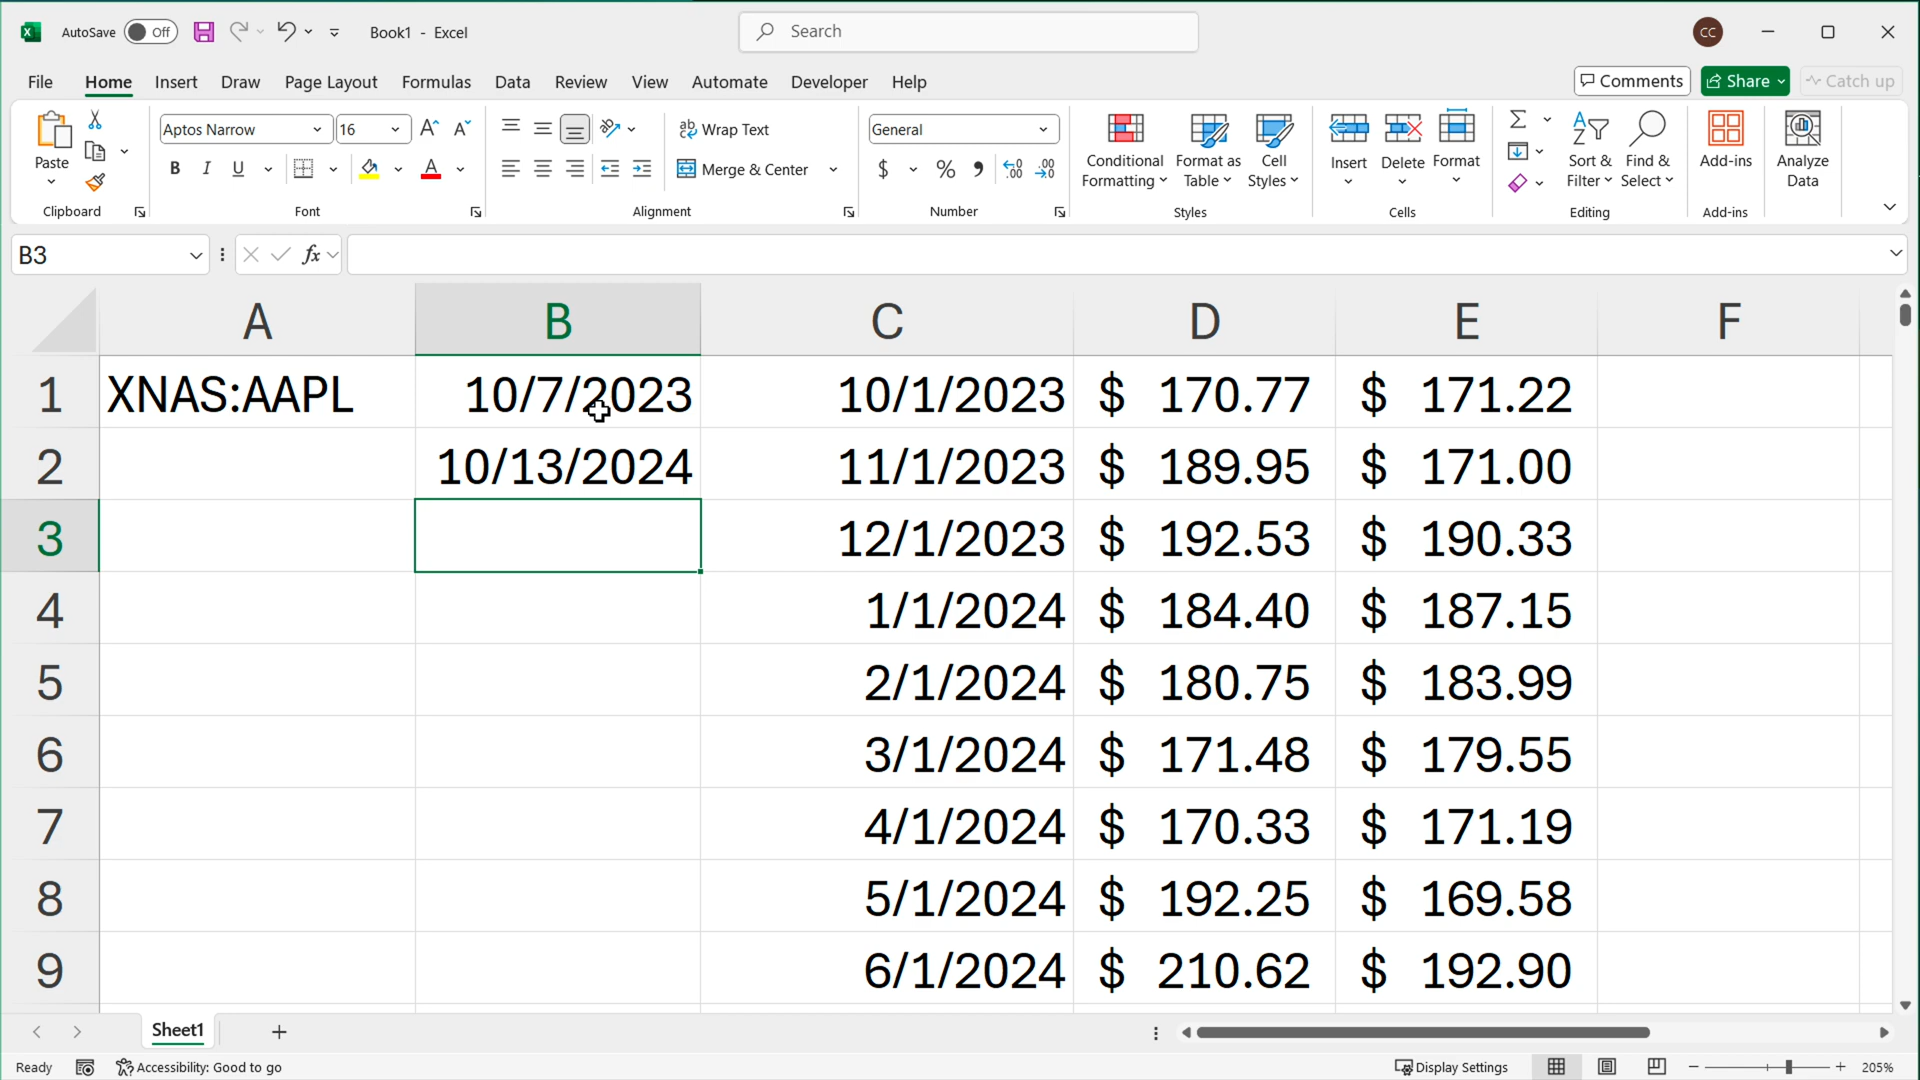 AutoSave Off Book1 - Excel Search CC
File Home Insert Draw Page Layout Formulas Data Review View Automate Developer Help Comments Share Catch up
Paste
Clipboard
Aptos Narrow 16
B I U A
Font
Wrap Text
Merge & Center
Alignment
General
$ % 9 .00
Number
Conditional Formatting
Format as Table
Cell Styles
Styles
Insert Delete Format
Cells
Sort & Filter
Find & Select
Editing
Add-ins
Add-ins
Analyze Data
B3 fx
A B C D E F
1 XNAS:AAPL 10/7/2023 10/1/2023 $ 170.77 $ 171.22
2 10/13/2024 11/1/2023 $ 189.95 $ 171.00
3 12/1/2023 $ 192.53 $ 190.33
4 1/1/2024 $ 184.40 $ 187.15
5 2/1/2024 $ 180.75 $ 183.99
6 3/1/2024 $ 171.48 $ 179.55
7 4/1/2024 $ 170.33 $ 171.19
8 5/1/2024 $ 192.25 $ 169.58
9 6/1/2024 $ 210.62 $ 192.90
Sheet1
Ready Accessibility: Good to go Display Settings 205%